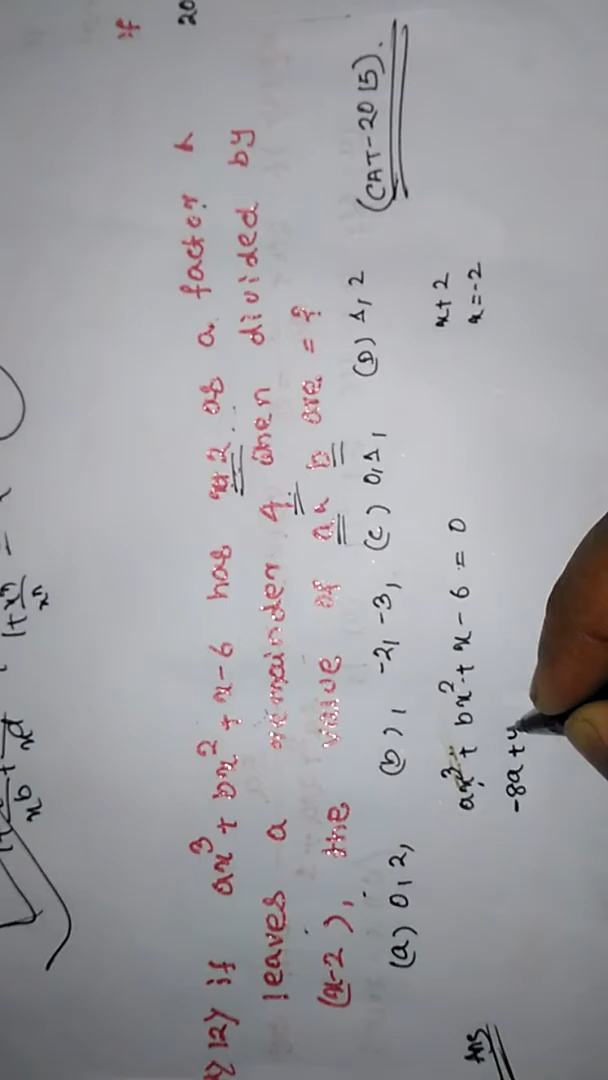 if
20
12) if ax³ + bx² + x - 6 has x+2 as a factor &
leaves a remainder 4 when divided by
(x-2), the value of a & b are = ?
(a) 0, 2, (b), -2, -3, (c) 0, 1, (D) 1, 2
(CAT-2015).
ax³ + bx² + x - 6 = 0
x+2
x=-2
-8a+4
Ans